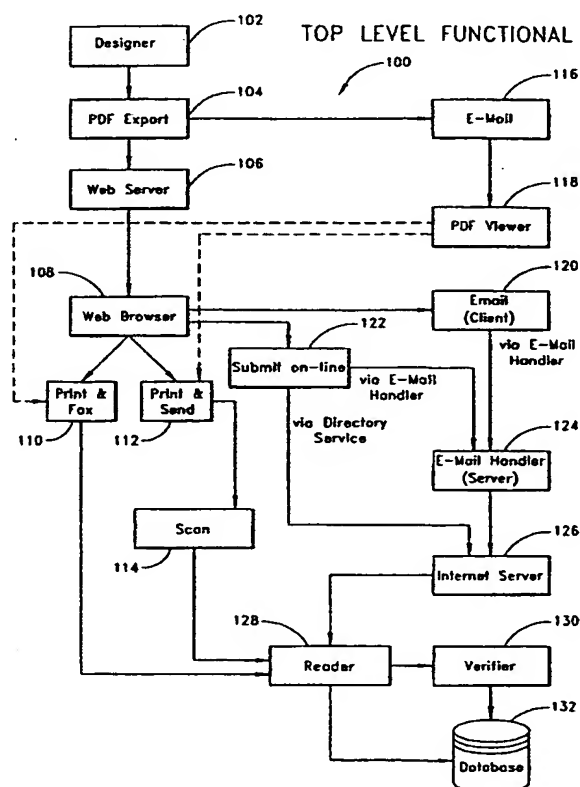 TOP LEVEL FUNCTIONAL
100
Designer
102
PDF Export
104
E-Mail
116
Web Server
106
PDF Viewer
118
108
Web Browser
Email
(Client)
120
via E-Mail
Handler
122
Submit on-line
via E-Mail
Handler
via Directory
Service
Print &
Fax
110
Print &
Send
112
E-Mail Handler
(Server)
124
Scan
114
Internet Server
126
128
Reader
Verifier
130
Database
132